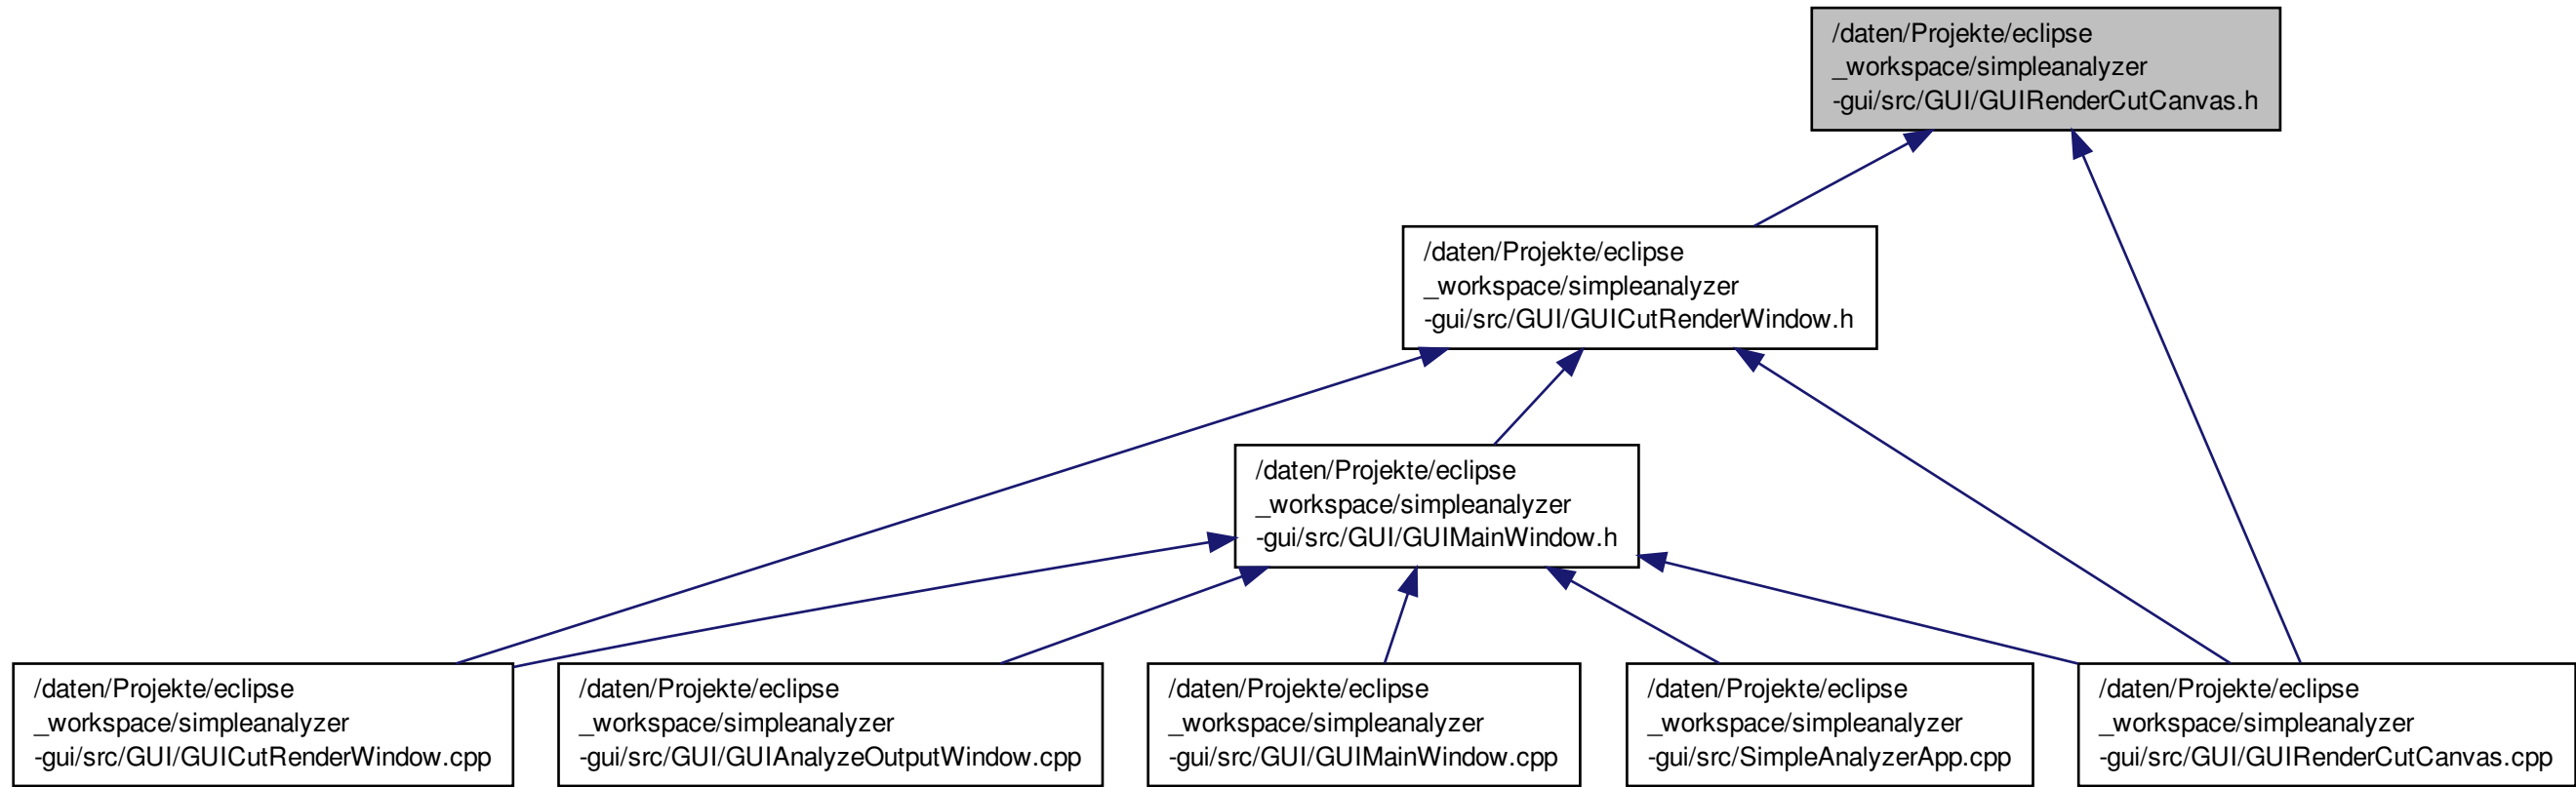 /daten/Projekte/eclipse
_workspace/simpleanalyzer
-gui/src/GUI/GUIRenderCutCanvas.h
/daten/Projekte/eclipse
_workspace/simpleanalyzer
-gui/src/GUI/GUICutRenderWindow.h
/daten/Projekte/eclipse
_workspace/simpleanalyzer
-gui/src/GUI/GUIMainWindow.h
/daten/Projekte/eclipse
_workspace/simpleanalyzer
-gui/src/GUI/GUICutRenderWindow.cpp
/daten/Projekte/eclipse
_workspace/simpleanalyzer
-gui/src/GUI/GUIAnalyzeOutputWindow.cpp
/daten/Projekte/eclipse
_workspace/simpleanalyzer
-gui/src/GUI/GUIMainWindow.cpp
/daten/Projekte/eclipse
_workspace/simpleanalyzer
-gui/src/SimpleAnalyzerApp.cpp
/daten/Projekte/eclipse
_workspace/simpleanalyzer
-gui/src/GUI/GUIRenderCutCanvas.cpp